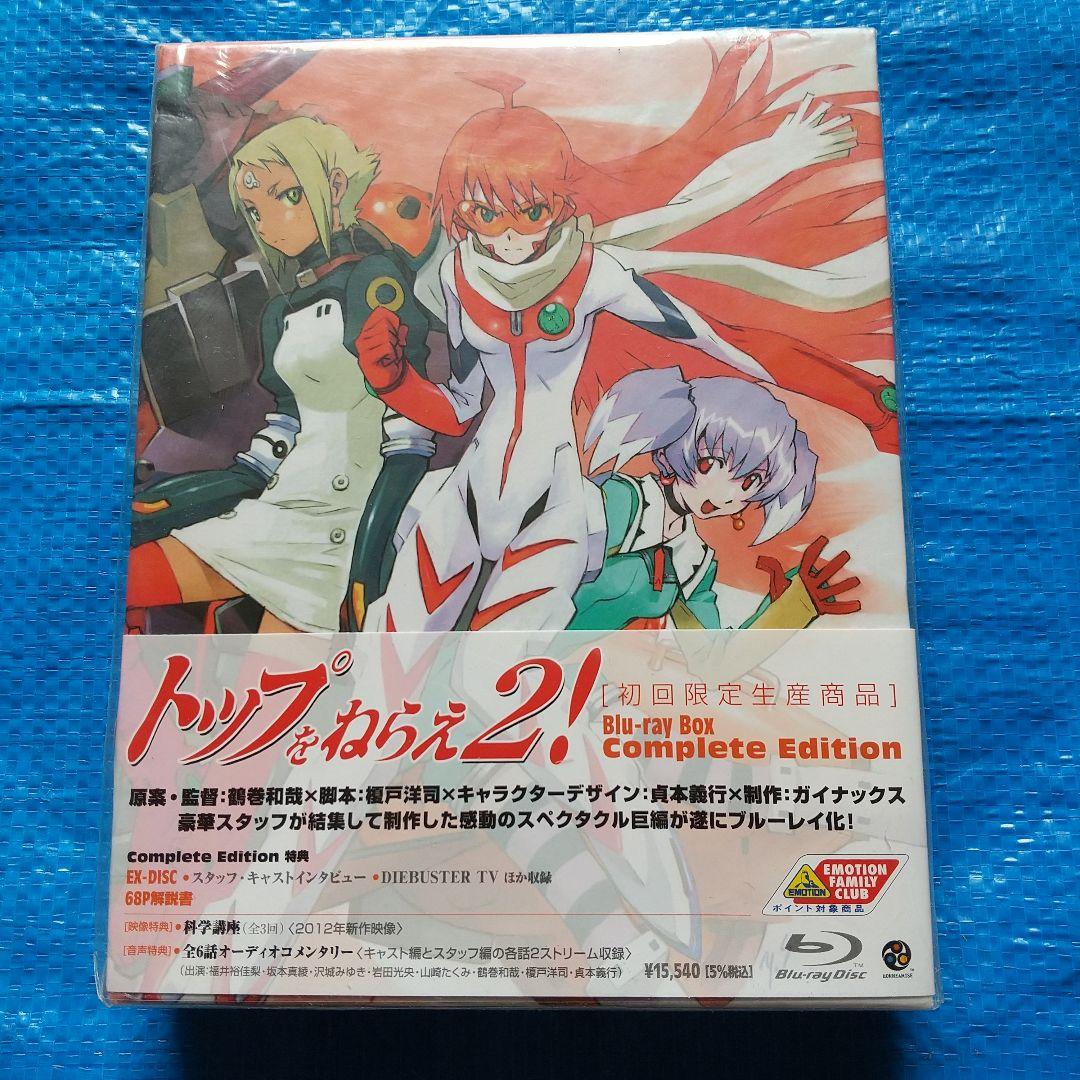 トップをねらえ2!
[初回限定生産商品]
Blu-ray Box
Complete Edition
原案・監督:鶴巻和哉×脚本:榎戸洋司×キャラクターデザイン:貞本義行×制作:ガイナックス
豪華スタッフが結集して制作した感動のスペクタクル巨編が遂にブルーレイ化!
Complete Edition 特典
EX-DISC •スタッフ・キャストインタビュー •DIEBUSTER TV ほか収録
68P解説書
[映像特典]•科学講座(全3回)〈2012年新作映像〉
[音声特典]•全6話オーディオコメンタリー〈キャスト編とスタッフ編の各話2ストリーム収録〉
(出演:福井裕佳梨・坂本真綾・沢城みゆき・岩田光央・山崎たくみ・鶴巻和哉・榎戸洋司・貞本義行)
EMOTION
EMOTION
FAMILY
CLUB
ポイント対象商品
¥15,540 [5%税込]
Blu-ray Disc